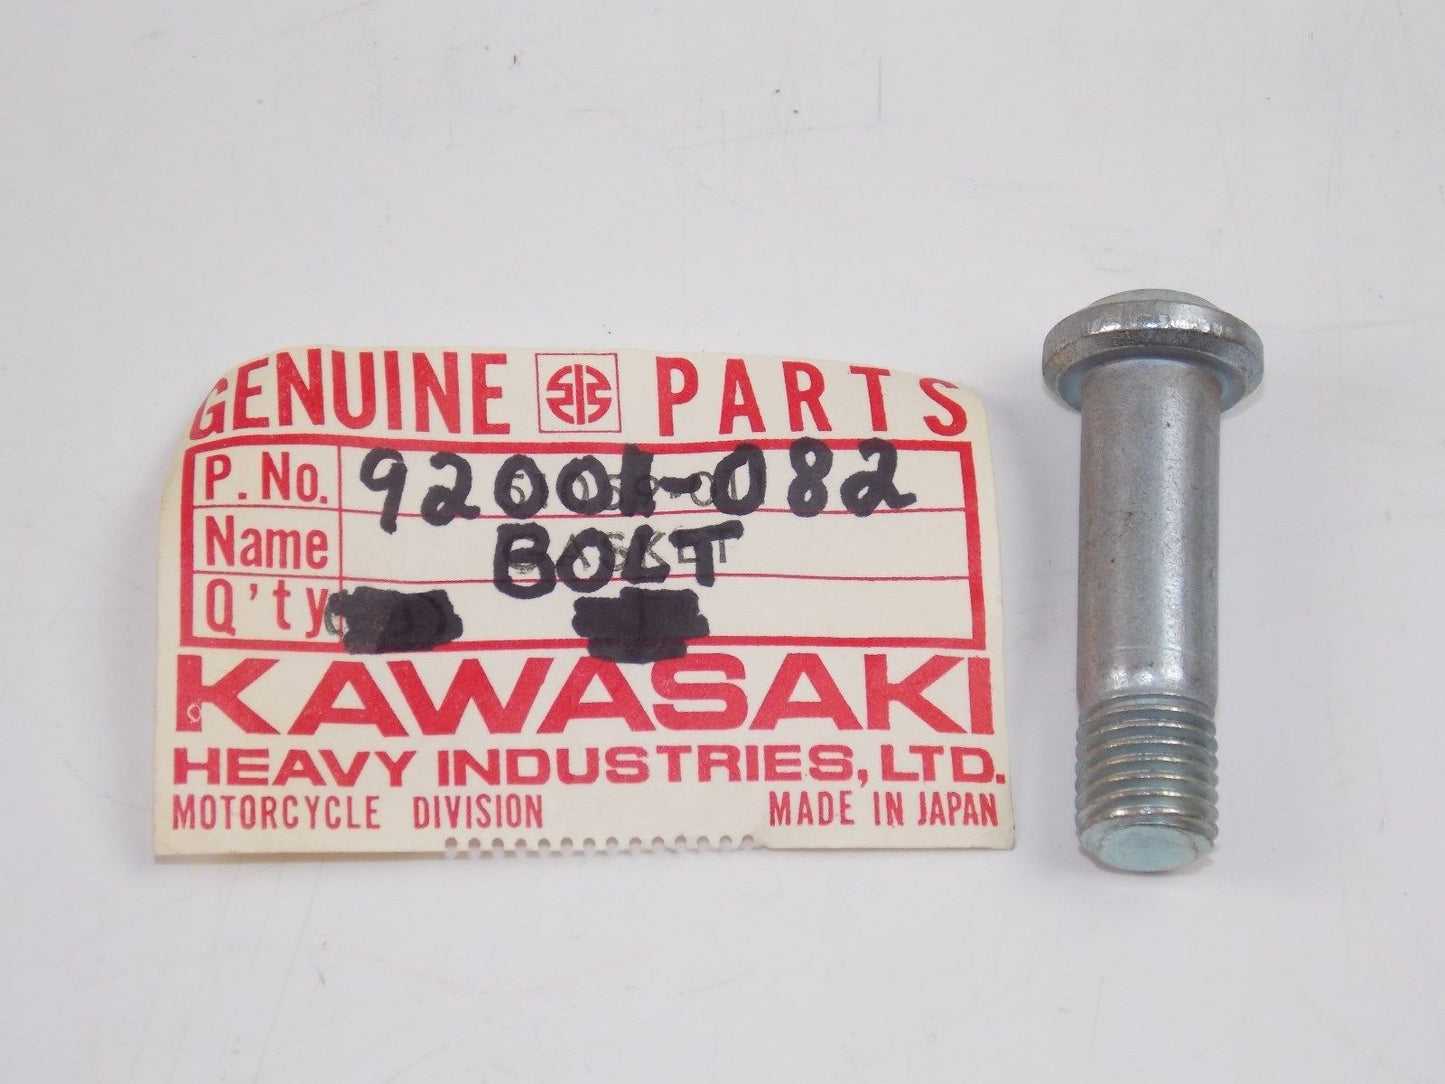 GENUINE PARTS
P. No. 92001-082
Name BOLT
Q'ty
KAWASAKI
HEAVY INDUSTRIES, LTD.
MOTORCYCLE DIVISION MADE IN JAPAN